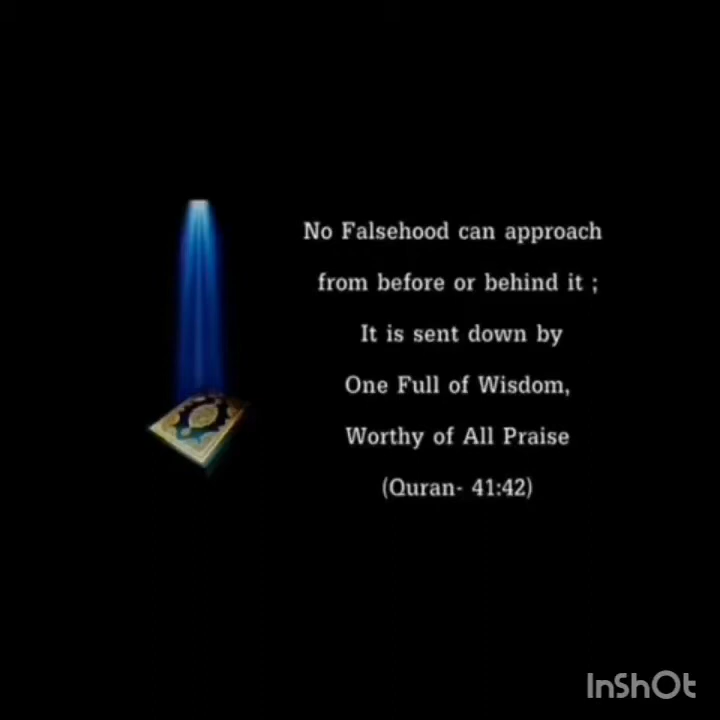 No Falsehood can approach
from before or behind it ;
It is sent down by
One Full of Wisdom,
Worthy of All Praise
(Quran- 41:42)
InShOt